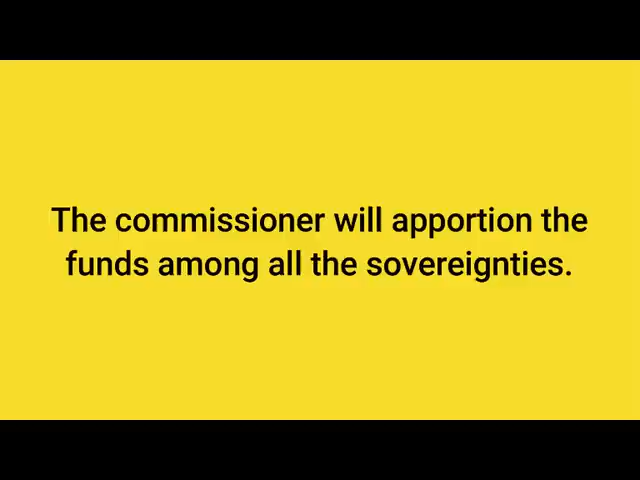 The commissioner will apportion the
funds among all the sovereignties.